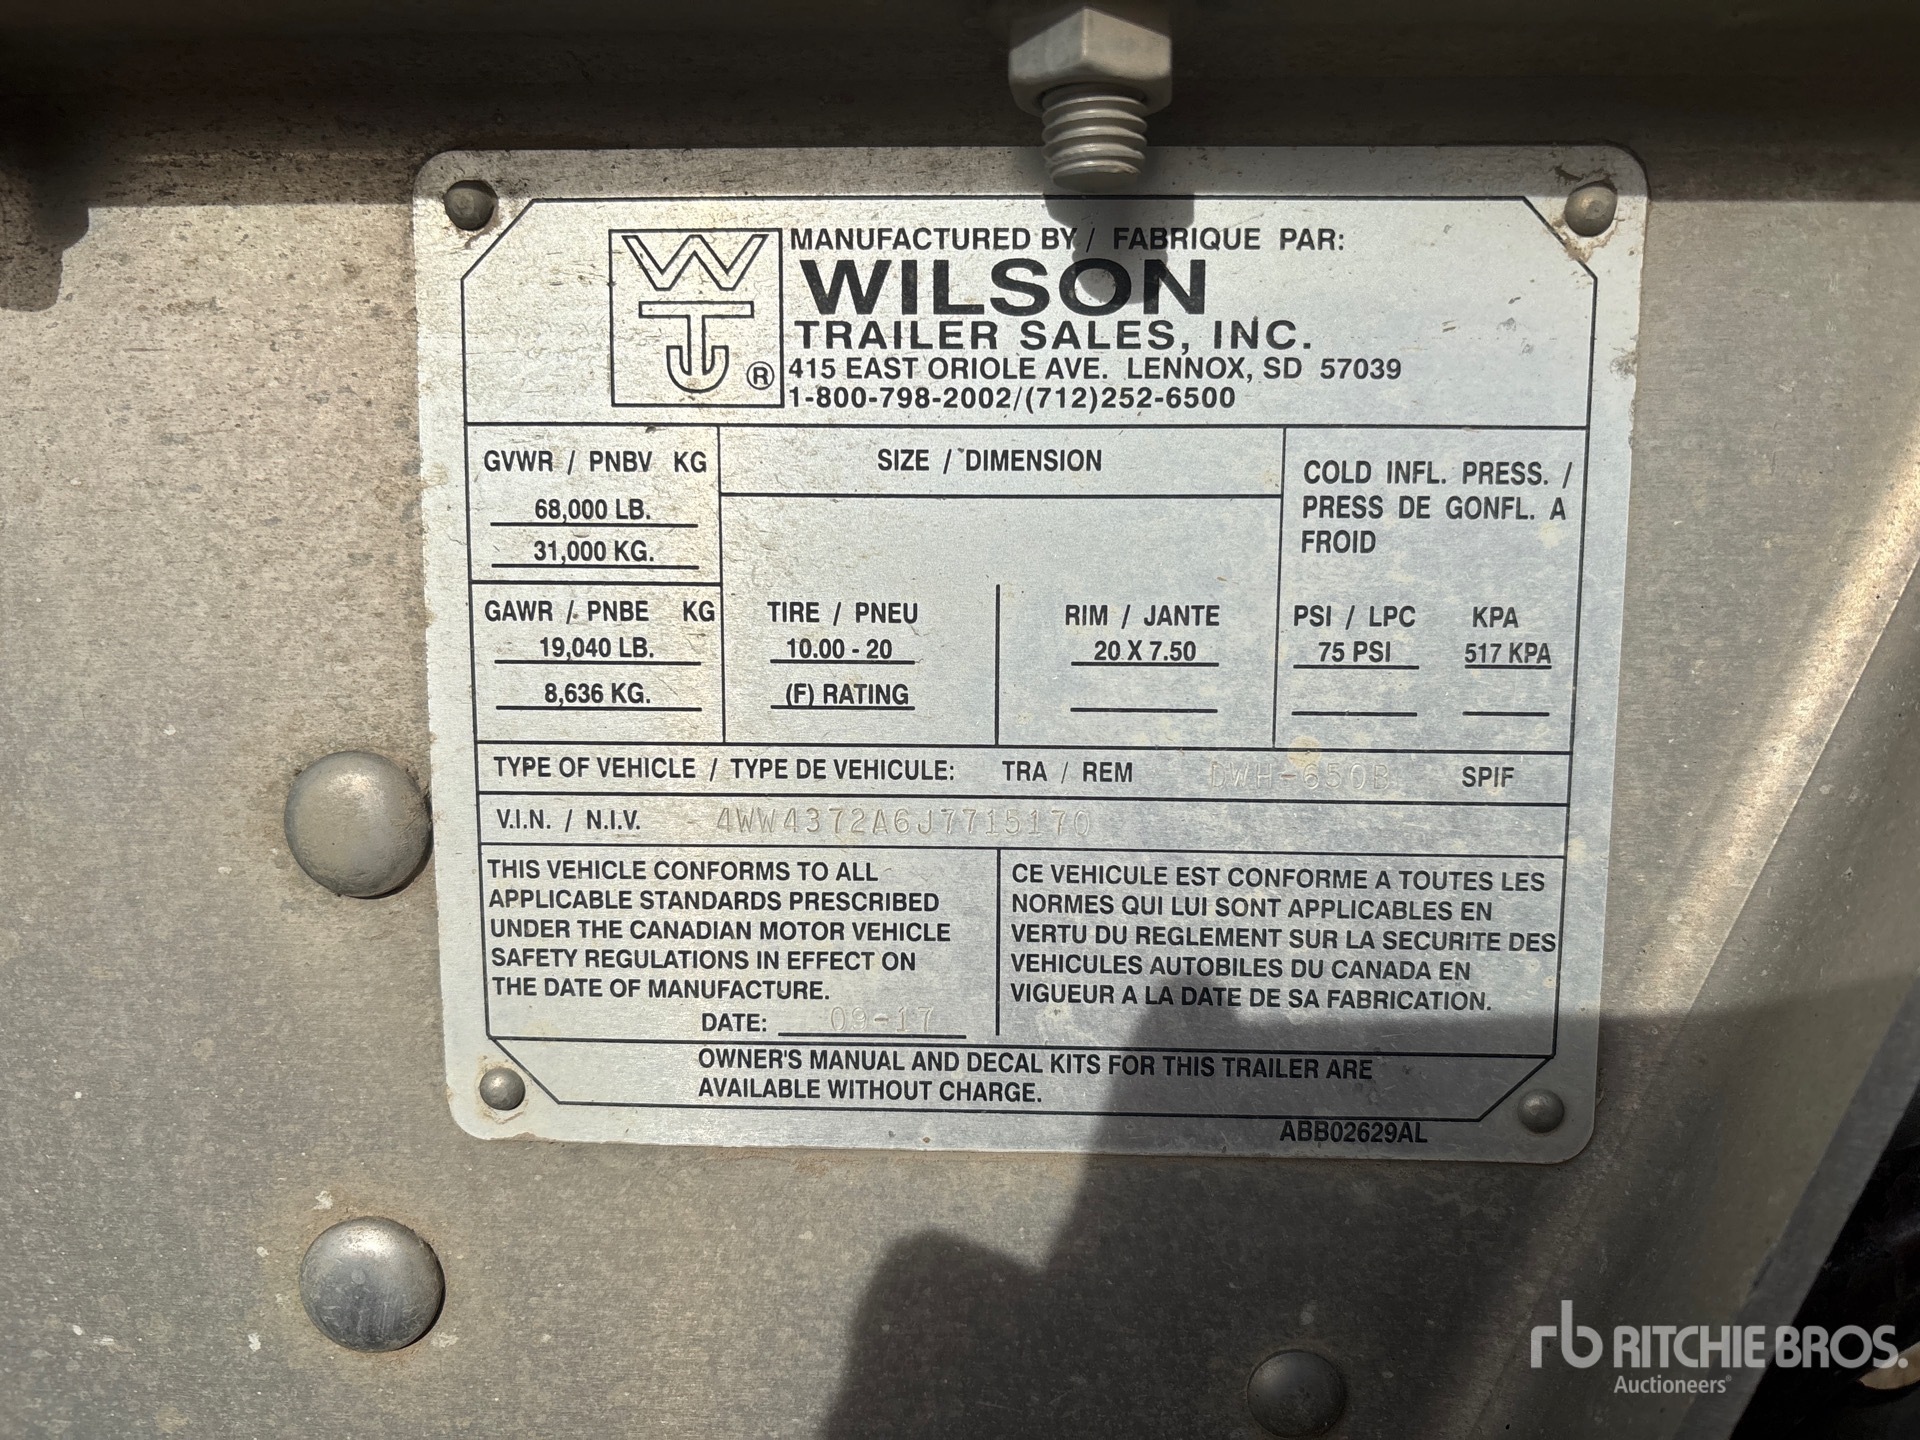 WTJ ®
MANUFACTURED BY / FABRIQUE PAR:
WILSON
TRAILER SALES, INC.
415 EAST ORIOLE AVE. LENNOX, SD 57039
1-800-798-2002/(712)252-6500
GVWR / PNBV KG
68,000 LB.
31,000 KG.
SIZE / DIMENSION
COLD INFL. PRESS. /
PRESS DE GONFL. A
FROID
GAWR / PNBE KG
19,040 LB.
8,636 KG.
TIRE / PNEU
10.00 - 20
(F) RATING
RIM / JANTE
20 X 7.50
PSI / LPC KPA
75 PSI 517 KPA
TYPE OF VEHICLE / TYPE DE VEHICULE: TRA / REM DWH-650B SPIF
V.I.N. / N.I.V. 4WW4372A6J7715170
THIS VEHICLE CONFORMS TO ALL
APPLICABLE STANDARDS PRESCRIBED
UNDER THE CANADIAN MOTOR VEHICLE
SAFETY REGULATIONS IN EFFECT ON
THE DATE OF MANUFACTURE.
DATE: 09-17
CE VEHICULE EST CONFORME A TOUTES LES
NORMES QUI LUI SONT APPLICABLES EN
VERTU DU REGLEMENT SUR LA SECURITE DES
VEHICULES AUTOBILES DU CANADA EN
VIGUEUR A LA DATE DE SA FABRICATION.
OWNER'S MANUAL AND DECAL KITS FOR THIS TRAILER ARE
AVAILABLE WITHOUT CHARGE.
ABB02629AL
rb RITCHIE BROS.
Auctioneers